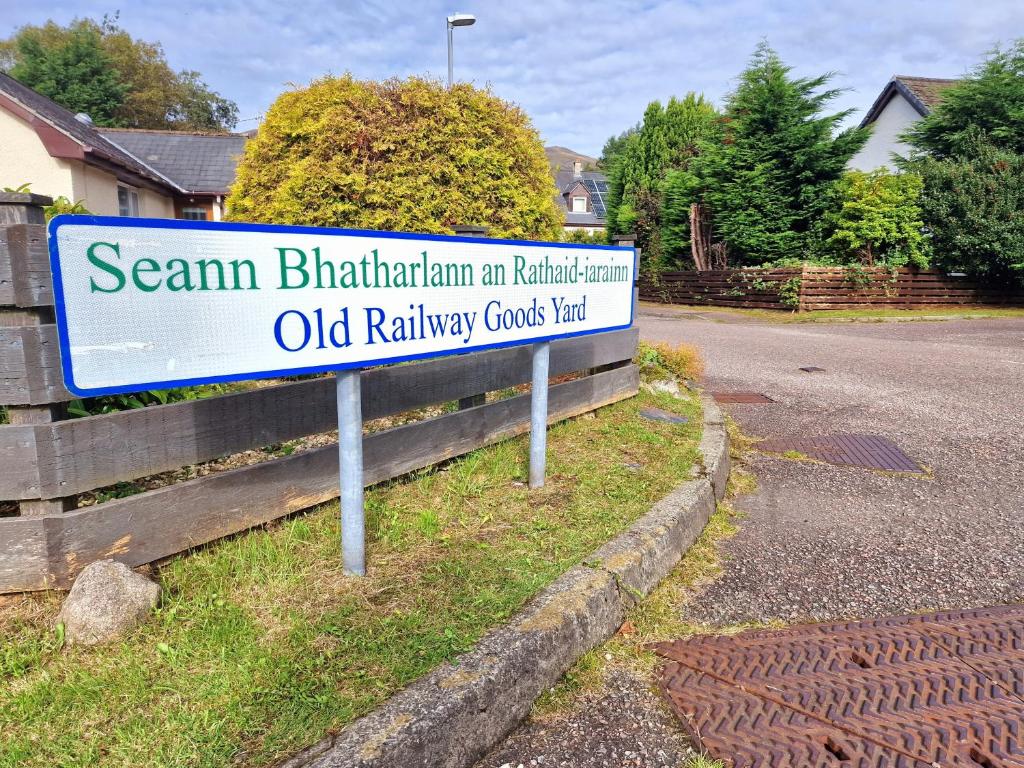 Seann Bhatharlann an Rathaid-iarainn
Old Railway Goods Yard